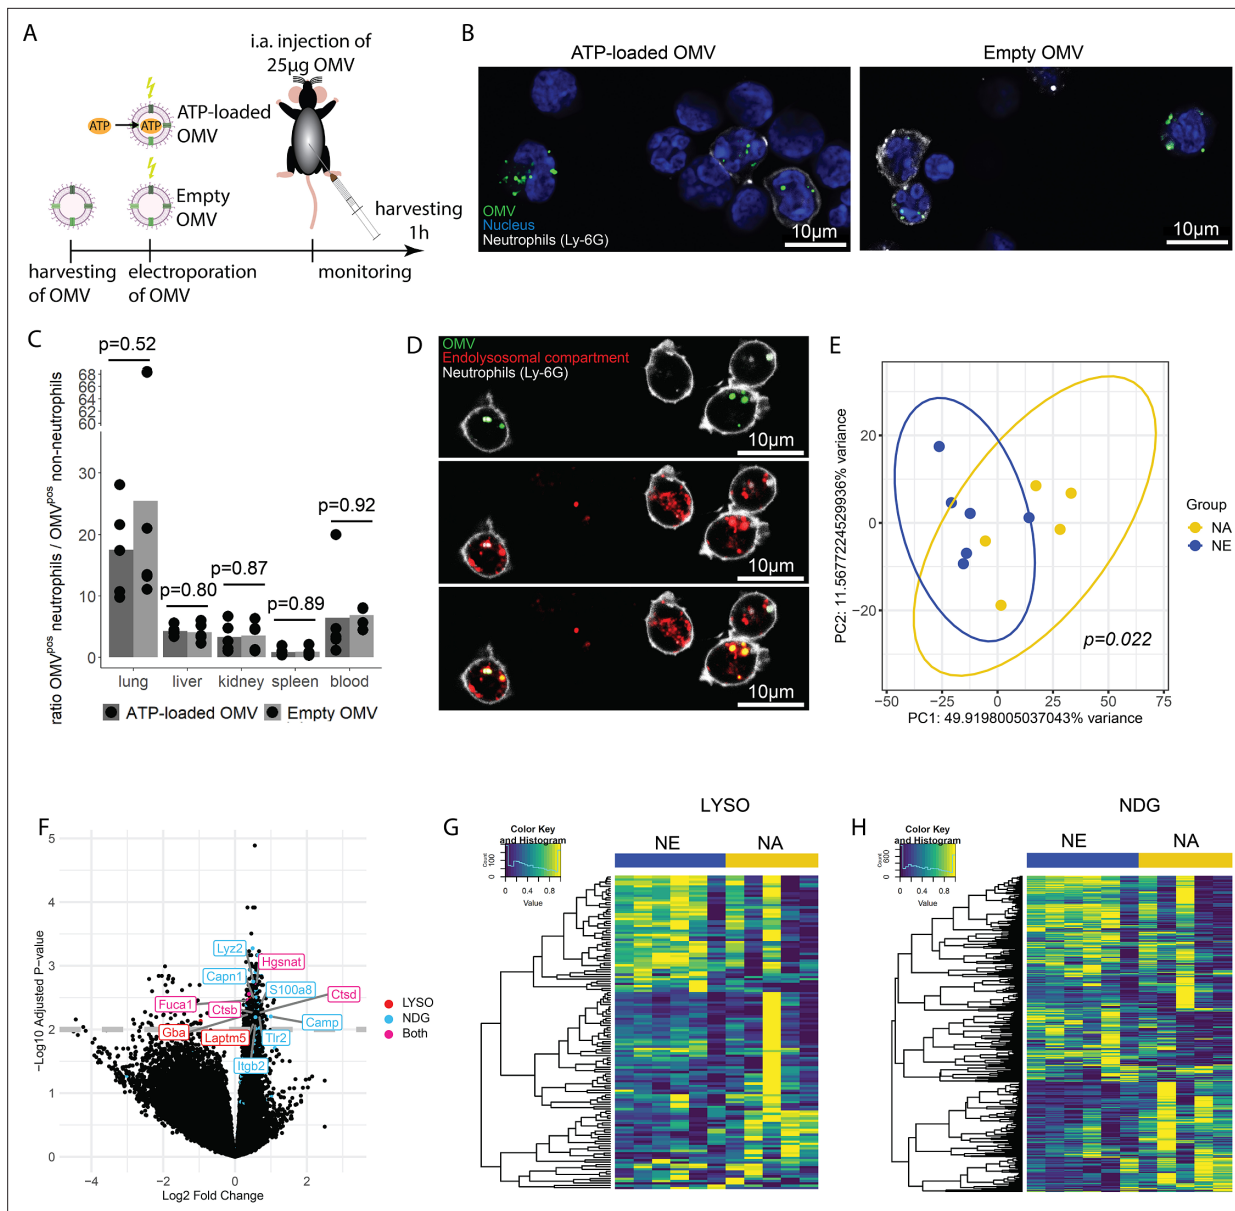 A
i.a. injection of
25µg OMV
ATP-loaded
OMV
ATP
ATP
Empty
OMV
harvesting
1h
harvesting
of OMV
electroporation
of OMV
monitoring
B
ATP-loaded OMV
Empty OMV
OMV
Nucleus
Neutrophils (Ly-6G)
10µm
10µm
C
ratio OMVpos neutrophils / OMVpos non-neutrophils
p=0.52
68
66
64
62
60
30
20
10
0
p=0.80
p=0.87
p=0.89
p=0.92
lung
liver
kidney
spleen
blood
ATP-loaded OMV
Empty OMV
D
OMV
Endolysosomal compartment
Neutrophils (Ly-6G)
10µm
10µm
10µm
E
PC2: 11.5677224529936% variance
20
0
−20
p=0.022
−50
−25
0
25
50
75
PC1: 49.9198005037043% variance
Group
NA
NE
F
−Log10 Adjusted P−value
5
4
3
2
1
0
Lyz2
Hgsnat
Capn1
S100a8
Ctsd
Fuca1
Ctsb
Camp
Gba
Laptm5
Tlr2
Itgb2
−4
−2
0
2
Log2 Fold Change
LYSO
NDG
Both
G
LYSO
Color Key
and Histogram
Count
0
100
0
0.4
0.8
Value
NE
NA
H
NDG
Color Key
and Histogram
Count
0
600
0
0.4
0.8
Value
NE
NA